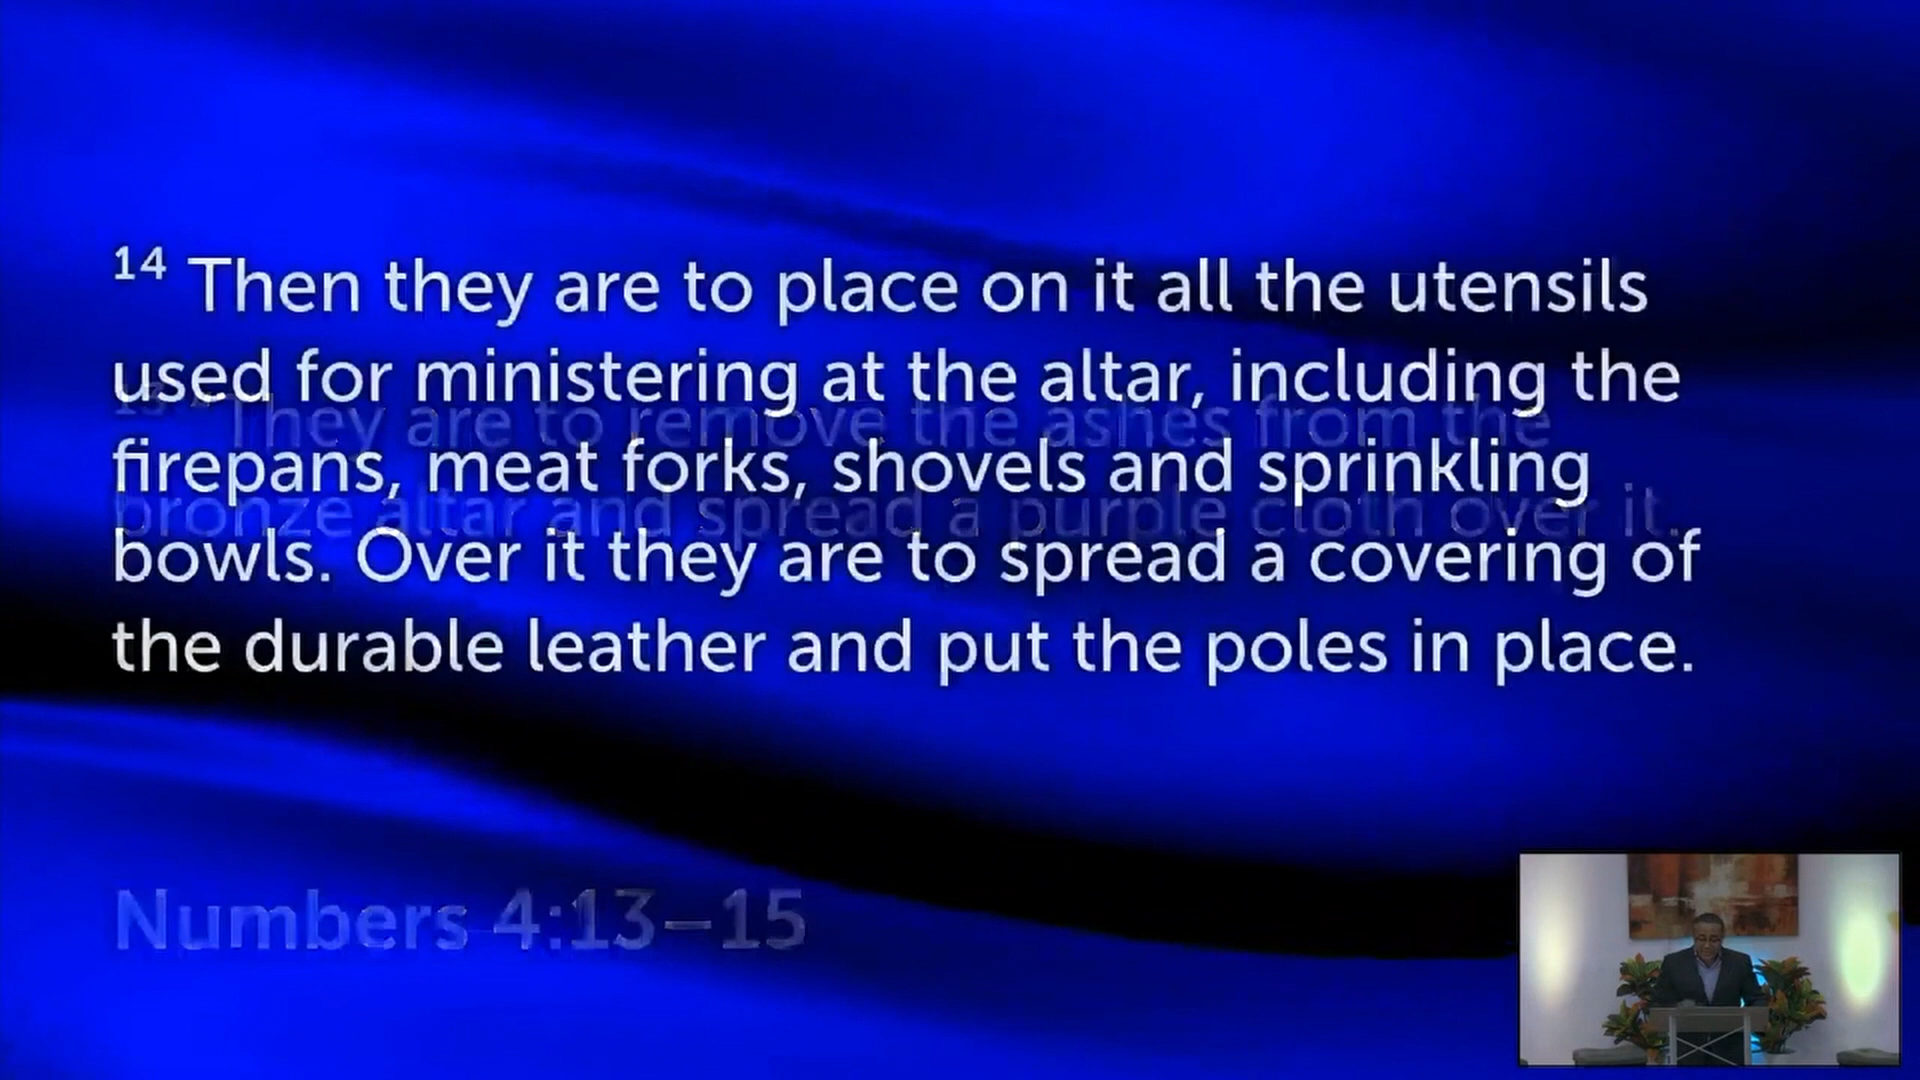 14 Then they are to place on it all the utensils
used for ministering at the altar, including the
firepans, meat forks, shovels and sprinkling
bowls. Over it they are to spread a covering of
the durable leather and put the poles in place.
13 “They are to remove the ashes from the
bronze altar and spread a purple cloth over it.
Numbers 4:13–15